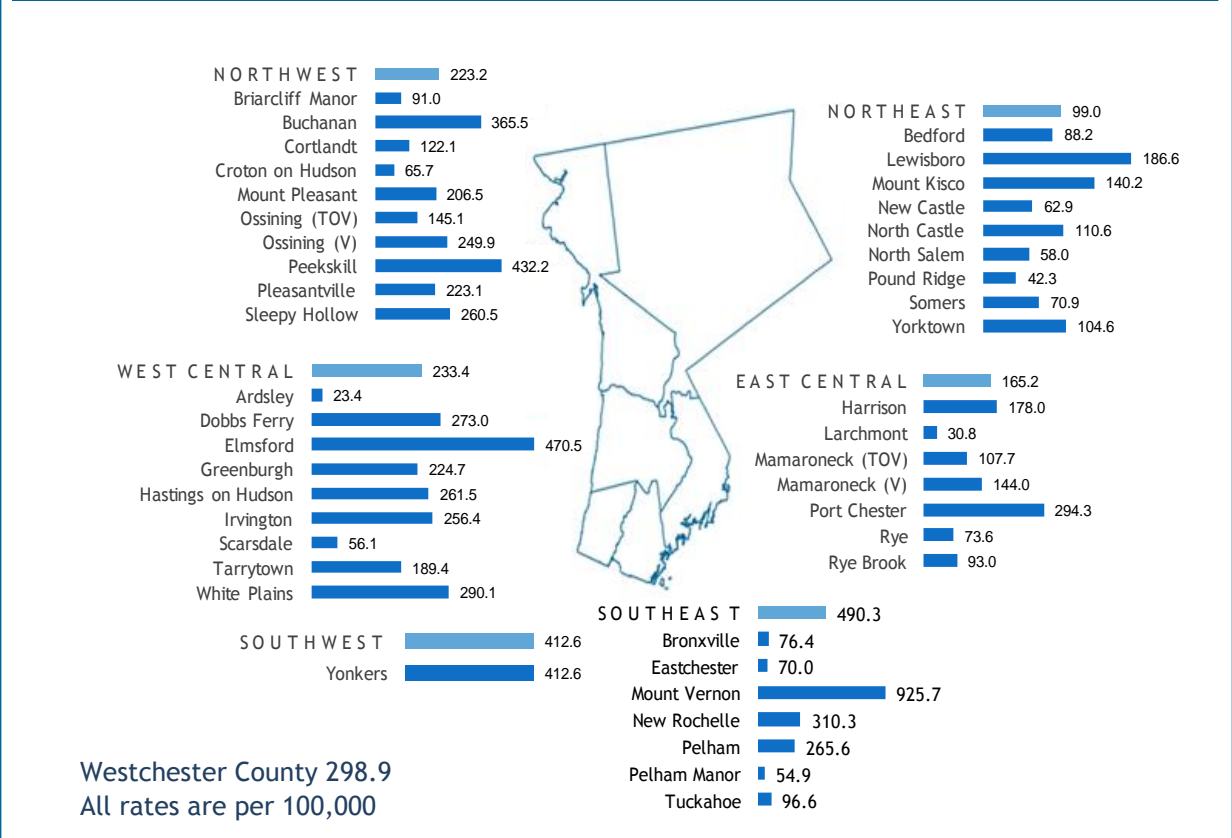 NORTHWEST 223.2
Briarcliff Manor 91.0
Buchanan 365.5
Cortlandt 122.1
Croton on Hudson 65.7
Mount Pleasant 206.5
Ossining (TOV) 145.1
Ossining (V) 249.9
Peekskill 432.2
Pleasantville 223.1
Sleepy Hollow 260.5
NORTHEAST 99.0
Bedford 88.2
Lewisboro 186.6
Mount Kisco 140.2
New Castle 62.9
North Castle 110.6
North Salem 58.0
Pound Ridge 42.3
Somers 70.9
Yorktown 104.6
WEST CENTRAL 233.4
Ardsley 23.4
Dobbs Ferry 273.0
Elmsford 470.5
Greenburgh 224.7
Hastings on Hudson 261.5
Irvington 256.4
Scarsdale 56.1
Tarrytown 189.4
White Plains 290.1
EAST CENTRAL 165.2
Harrison 178.0
Larchmont 30.8
Mamaroneck (TOV) 107.7
Mamaroneck (V) 144.0
Port Chester 294.3
Rye 73.6
Rye Brook 93.0
SOUTHWEST 412.6
Yonkers 412.6
SOUTHEAST 490.3
Bronxville 76.4
Eastchester 70.0
Mount Vernon 925.7
New Rochelle 310.3
Pelham 265.6
Pelham Manor 54.9
Tuckahoe 96.6
Westchester County 298.9
All rates are per 100,000